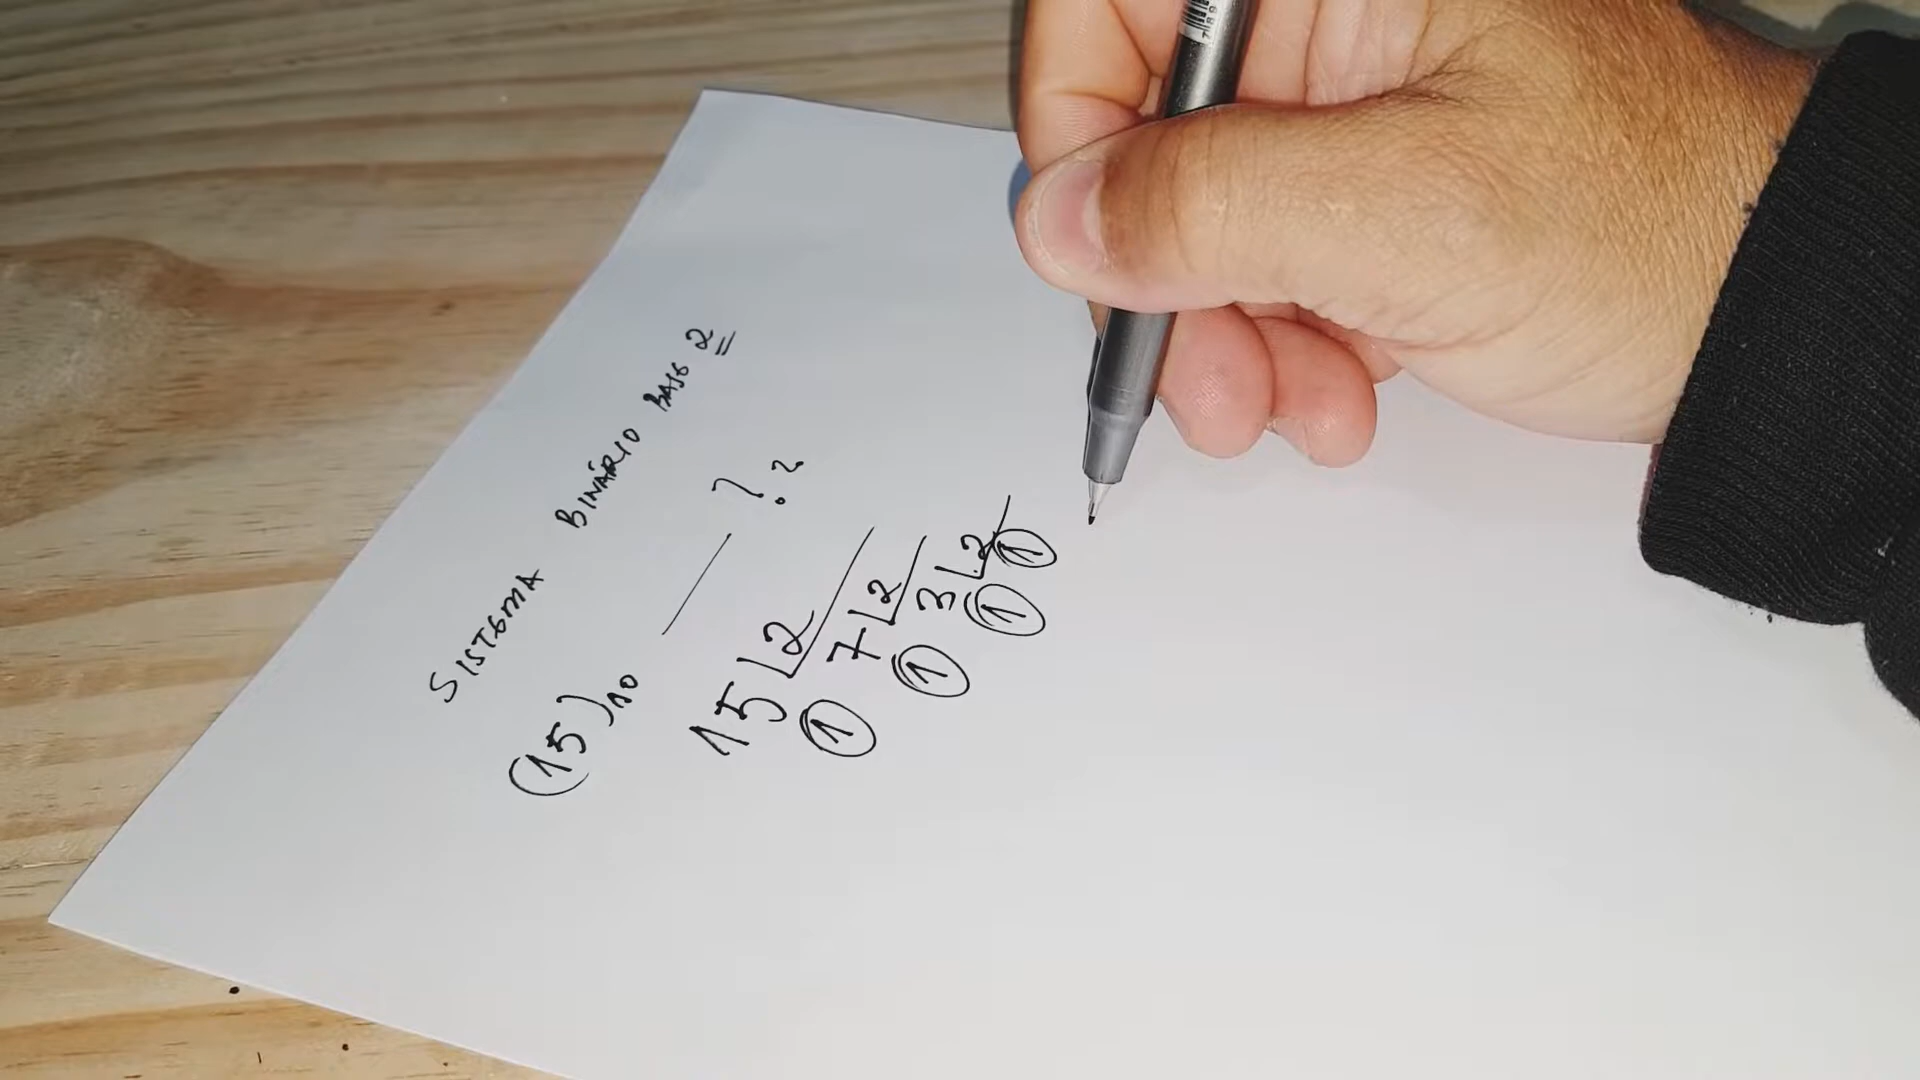 SISTEMA BINÁRIO BASE 2
(15)10 — ?2
15 2
1 7 2
1 3 2
1 1